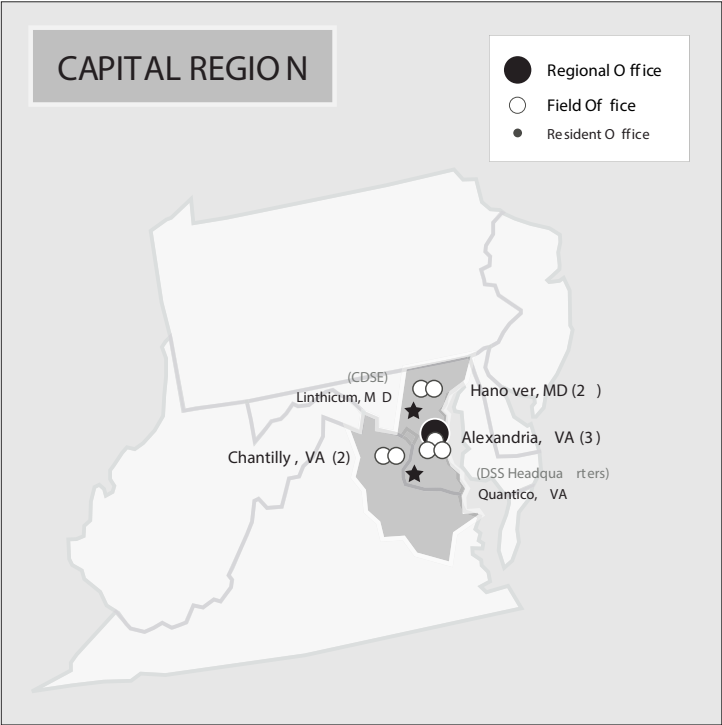 CAPITAL REGION
Regional Office
Field Office
Resident Office
(CDSE)
Linthicum, MD
Hanover, MD (2)
Alexandria, VA (3)
Chantilly, VA (2)
(DSS Headquarters)
Quantico, VA